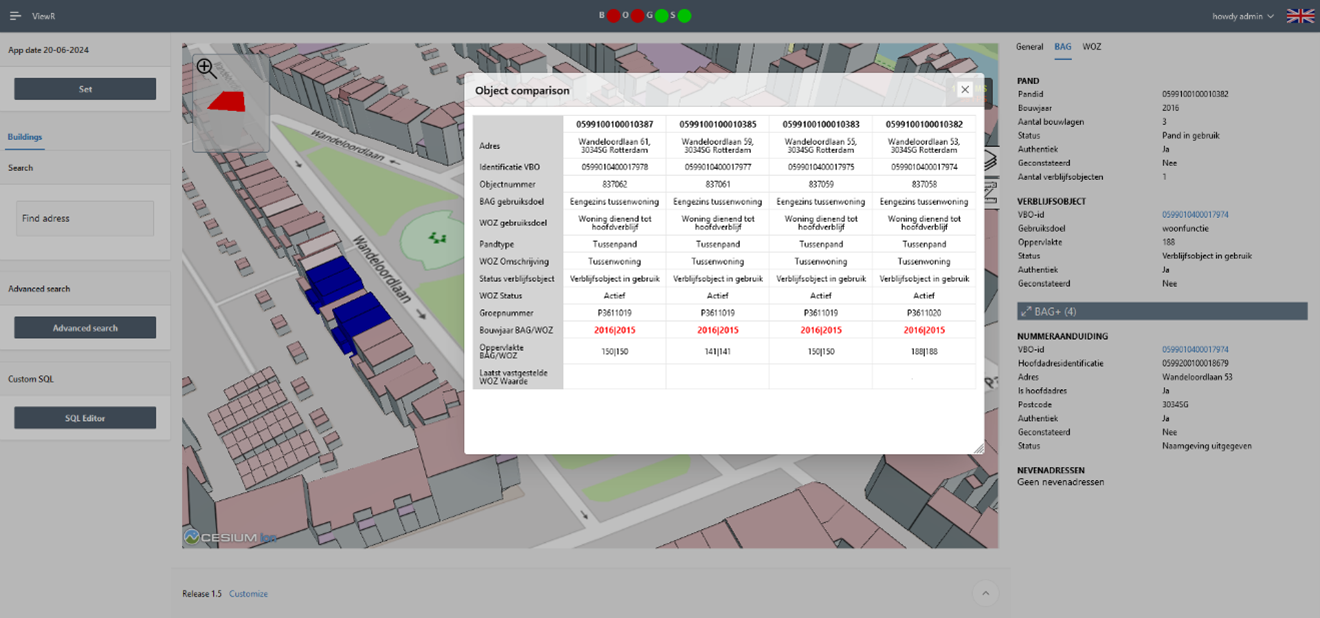 ViewR
B O G S
howdy admin
App date 20-06-2024
Set
Buildings
Search
Find adress
Advanced search
Advanced search
Custom SQL
SQL Editor
Wandeloordlaan
Wandeloordlaan
CESIUM ion
Object comparison
0599100100010387 0599100100010385 0599100100010383 0599100100010382
Adres Wandeloordlaan 61, 3034SG Rotterdam Wandeloordlaan 59, 3034SG Rotterdam Wandeloordlaan 55, 3034SG Rotterdam Wandeloordlaan 53, 3034SG Rotterdam
Identificatie VBO 0599010400017978 0599010400017977 0599010400017975 0599010400017974
Objectnummer 837062 837061 837059 837058
BAG gebruiksdoel Eengezins tussenwoning Eengezins tussenwoning Eengezins tussenwoning Eengezins tussenwoning
WOZ gebruiksdoel Woning dienend tot hoofdverblijf Woning dienend tot hoofdverblijf Woning dienend tot hoofdverblijf Woning dienend tot hoofdverblijf
Pandtype Tussenpand Tussenpand Tussenpand Tussenpand
WOZ Omschrijving Tussenwoning Tussenwoning Tussenwoning Tussenwoning
Status verblijfsobject Verblijfsobject in gebruik Verblijfsobject in gebruik Verblijfsobject in gebruik Verblijfsobject in gebruik
WOZ Status Actief Actief Actief Actief
Groepnummer P3611019 P3611019 P3611019 P3611020
Bouwjaar BAG/WOZ 2016|2015 2016|2015 2016|2015 2016|2015
Oppervlakte BAG/WOZ 150|150 141|141 150|150 188|188
Laatst vastgestelde WOZ Waarde
General BAG WOZ
PAND
Pandid 0599100100010382
Bouwjaar 2016
Aantal bouwlagen 3
Status Pand in gebruik
Authentiek Ja
Geconstateerd Nee
Aantal verblijfsobjecten 1
VERBLIJFSOBJECT
VBO-id 0599010400017974
Gebruiksdoel woonfunctie
Oppervlakte 188
Status Verblijfsobject in gebruik
Authentiek Ja
Geconstateerd Nee
BAG+ (4)
NUMMERAANDUIDING
VBO-id 0599010400017974
Hoofdadresidentificatie 0599200100018679
Adres Wandeloordlaan 53
Is hoofdadres Ja
Postcode 3034SG
Authentiek Ja
Geconstateerd Nee
Status Naamgeving uitgegeven
NEVENADRESSEN
Geen nevenadressen
Release 1.5 Customize